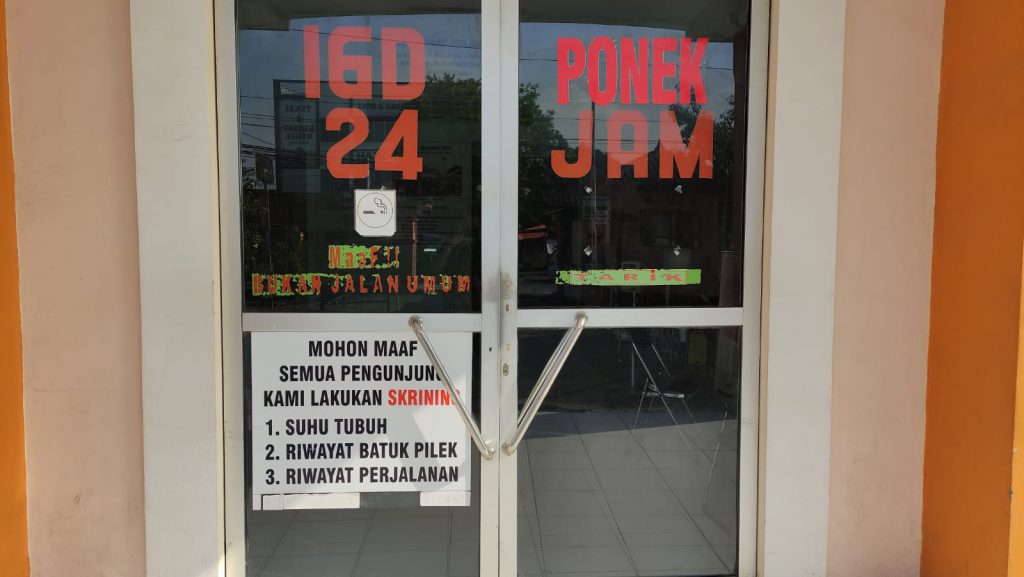 IGD PONEK
24 JAM
Maaf!!
BUKAN JALAN UMUM
TARIK
MOHON MAAF
SEMUA PENGUNJUNG
KAMI LAKUKAN SKRINING
1. SUHU TUBUH
2. RIWAYAT BATUK PILEK
3. RIWAYAT PERJALANAN